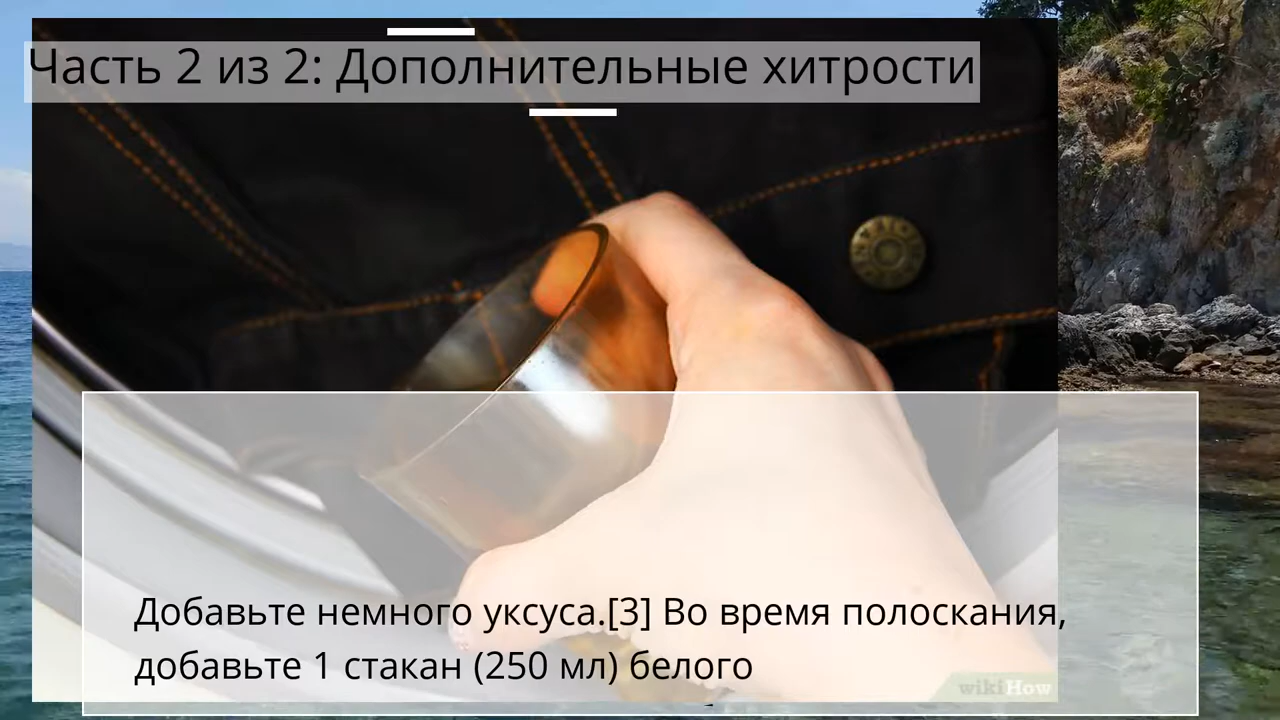 Часть 2 из 2: Дополнительные хитрости
Добавьте немного уксуса.[3] Во время полоскания,
добавьте 1 стакан (250 мл) белого
wikiHow